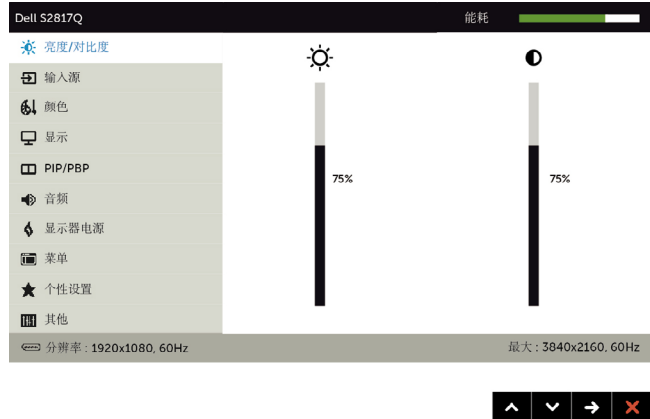 Dell S2817Q
能耗
亮度/对比度
输入源
颜色
显示
PIP/PBP
音频
显示器电源
菜单
个性设置
其他
75%
75%
分辨率 : 1920x1080, 60Hz
最大 : 3840x2160, 60Hz